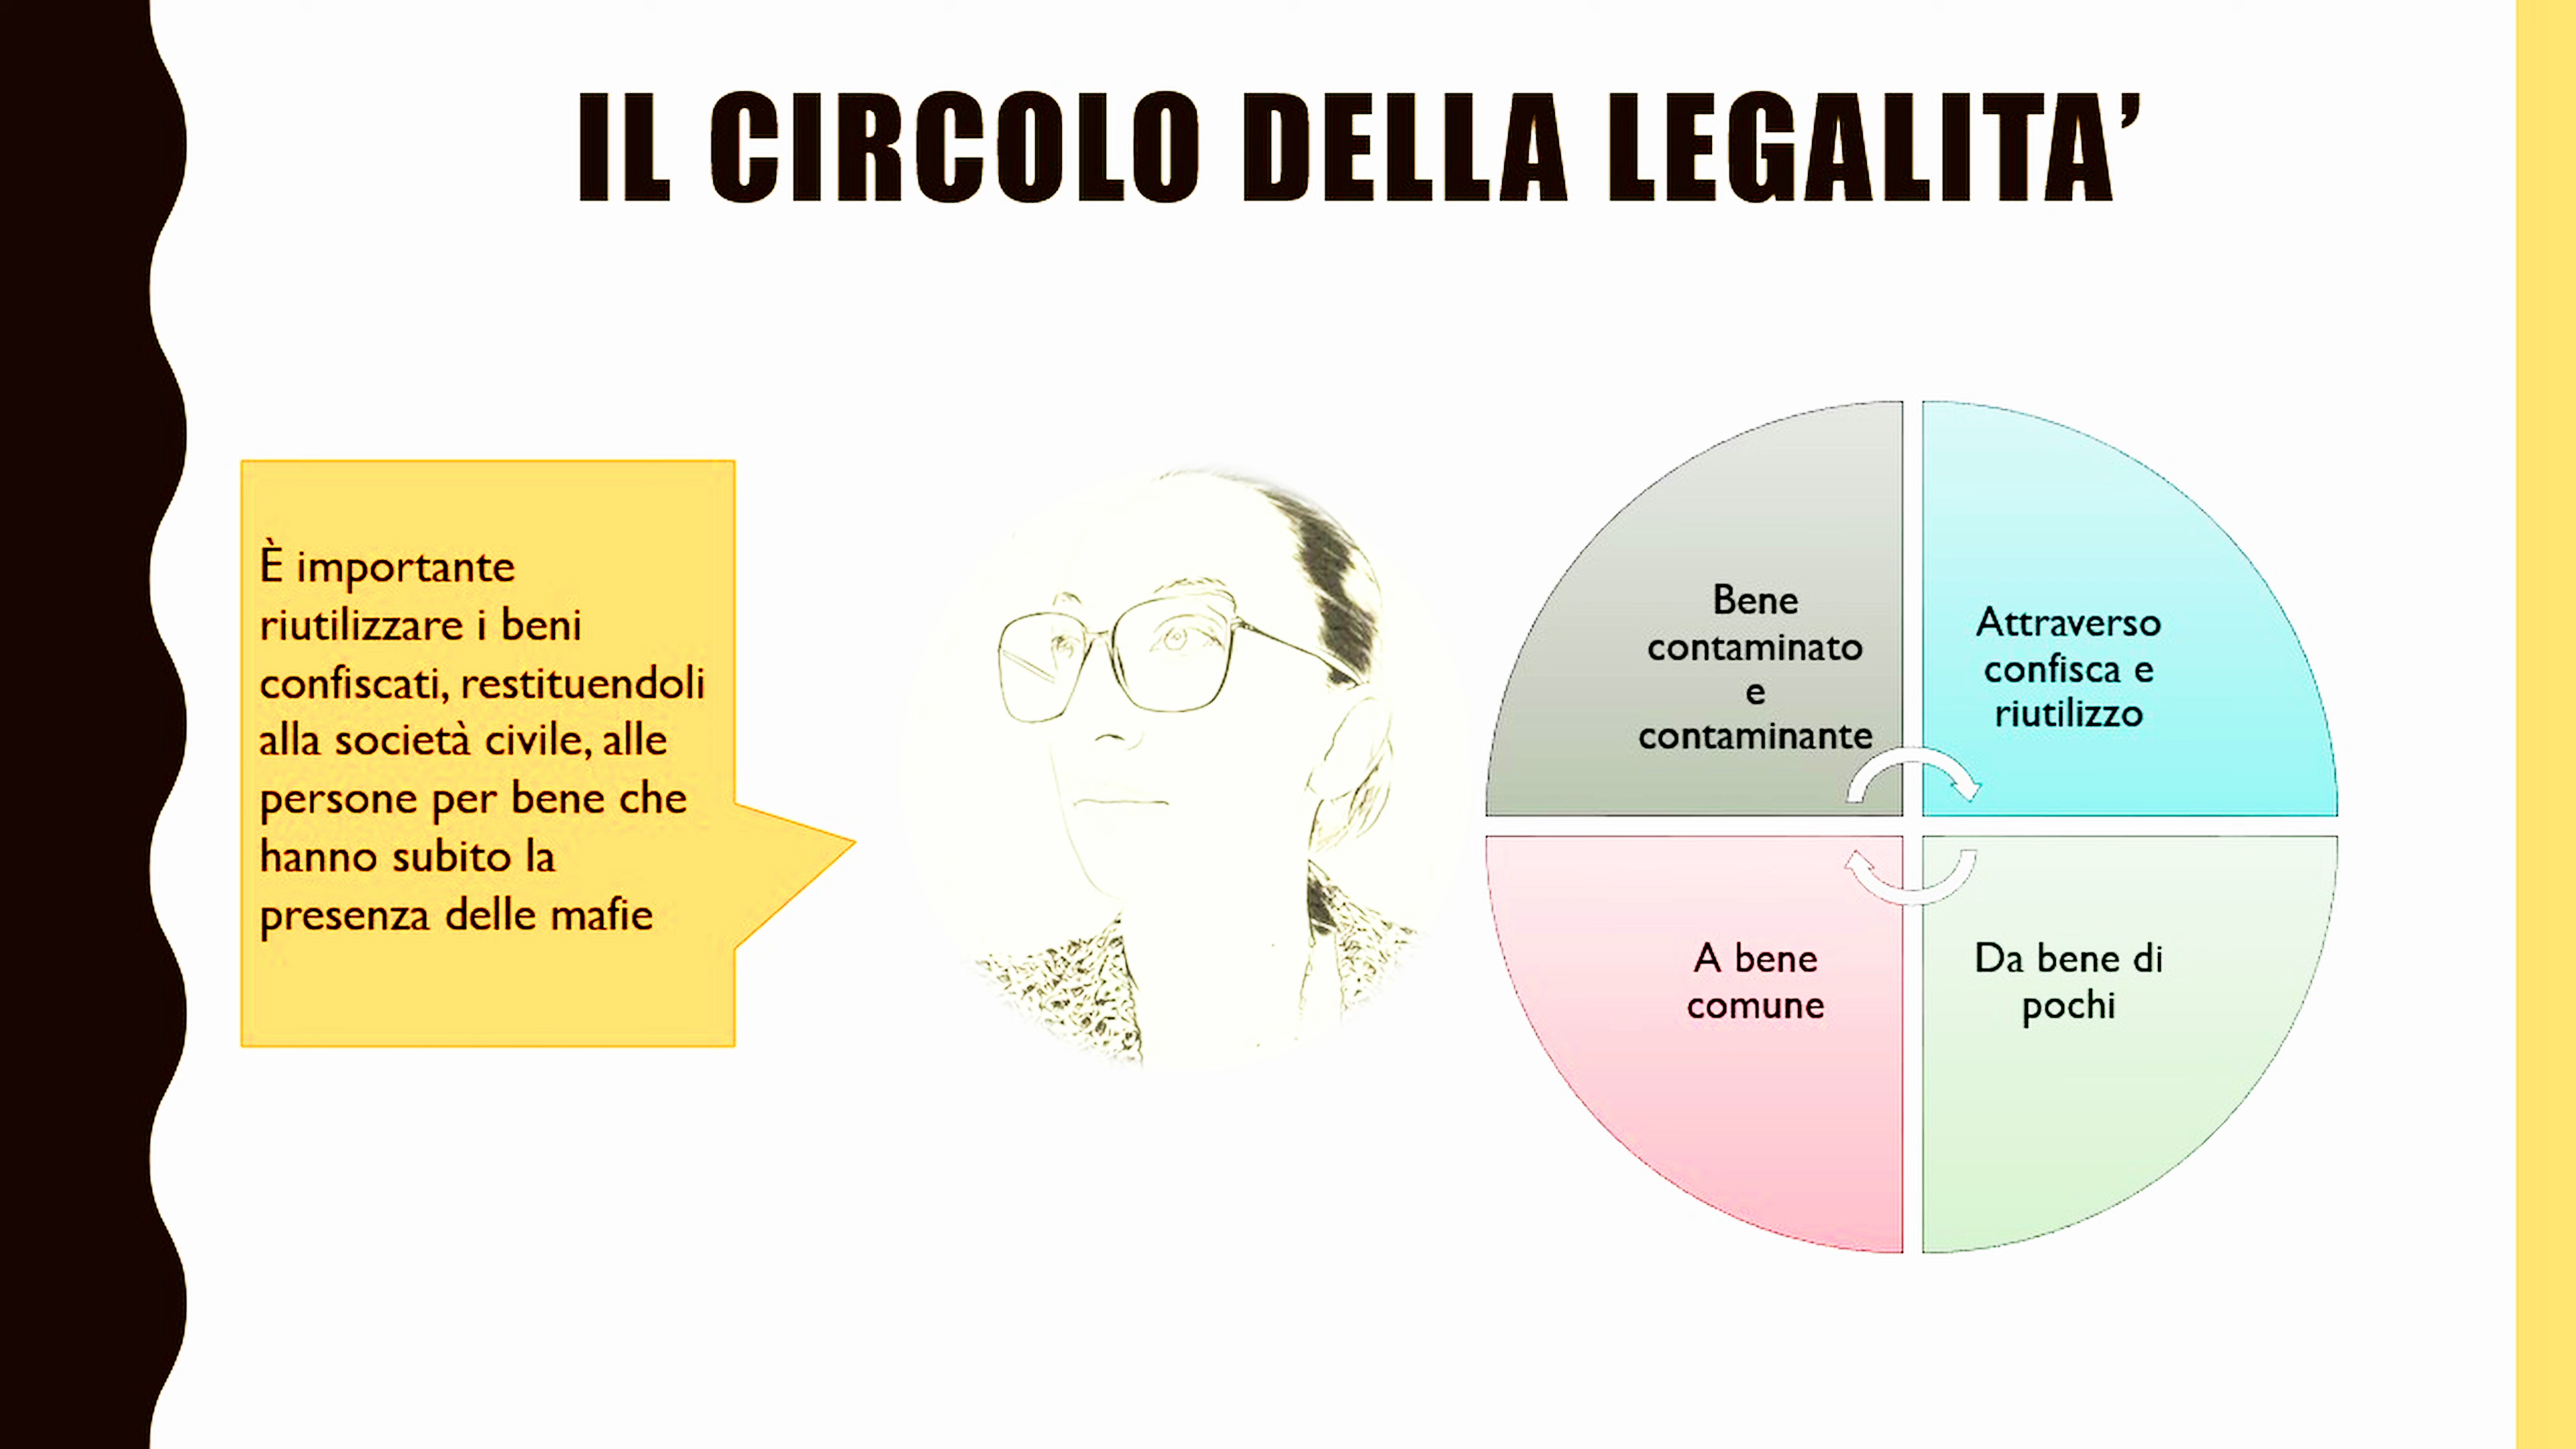 IL CIRCOLO DELLA LEGALITA’
È importante
riutilizzare i beni
confiscati, restituendoli
alla società civile, alle
persone per bene che
hanno subito la
presenza delle mafie
Bene
contaminato
e
contaminante
Attraverso
confisca e
riutilizzo
Da bene di
pochi
A bene
comune